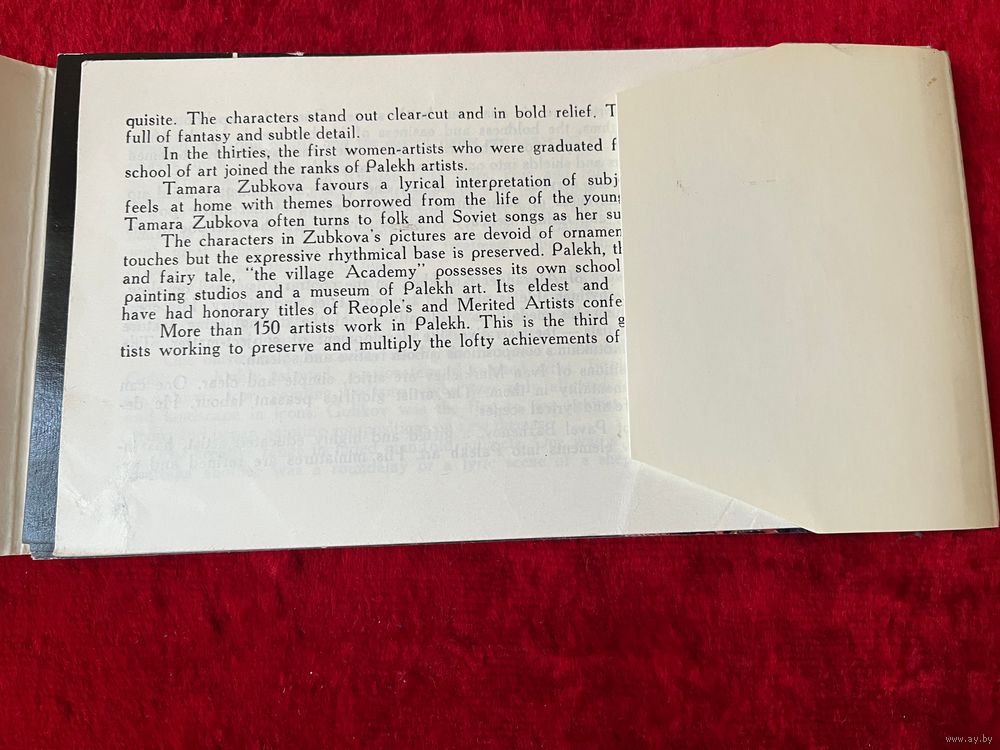 quisite. The characters stand out clear-cut and in bold relief. T
full of fantasy and subtle detail.
In the thirties, the first women-artists who were graduated f
school of art joined the ranks of Palekh artists.
Tamara Zubkova favours a lyrical interpretation of subj
feels at home with themes borrowed from the life of the young
Tamara Zubkova often turns to folk and Soviet songs as her su
The characters in Zubkova's pictures are devoid of ornamen
touches but the expressive rhythmical base is preserved. Palekh, th
and fairy tale, "the village Academy" possesses its own school
painting studios and a museum of Palekh art. Its eldest and
have had honorary titles of Reople's and Merited Artists confe
More than 150 artists work in Palekh. This is the third g
tists working to preserve and multiply the lofty achievements of
www.ay.by